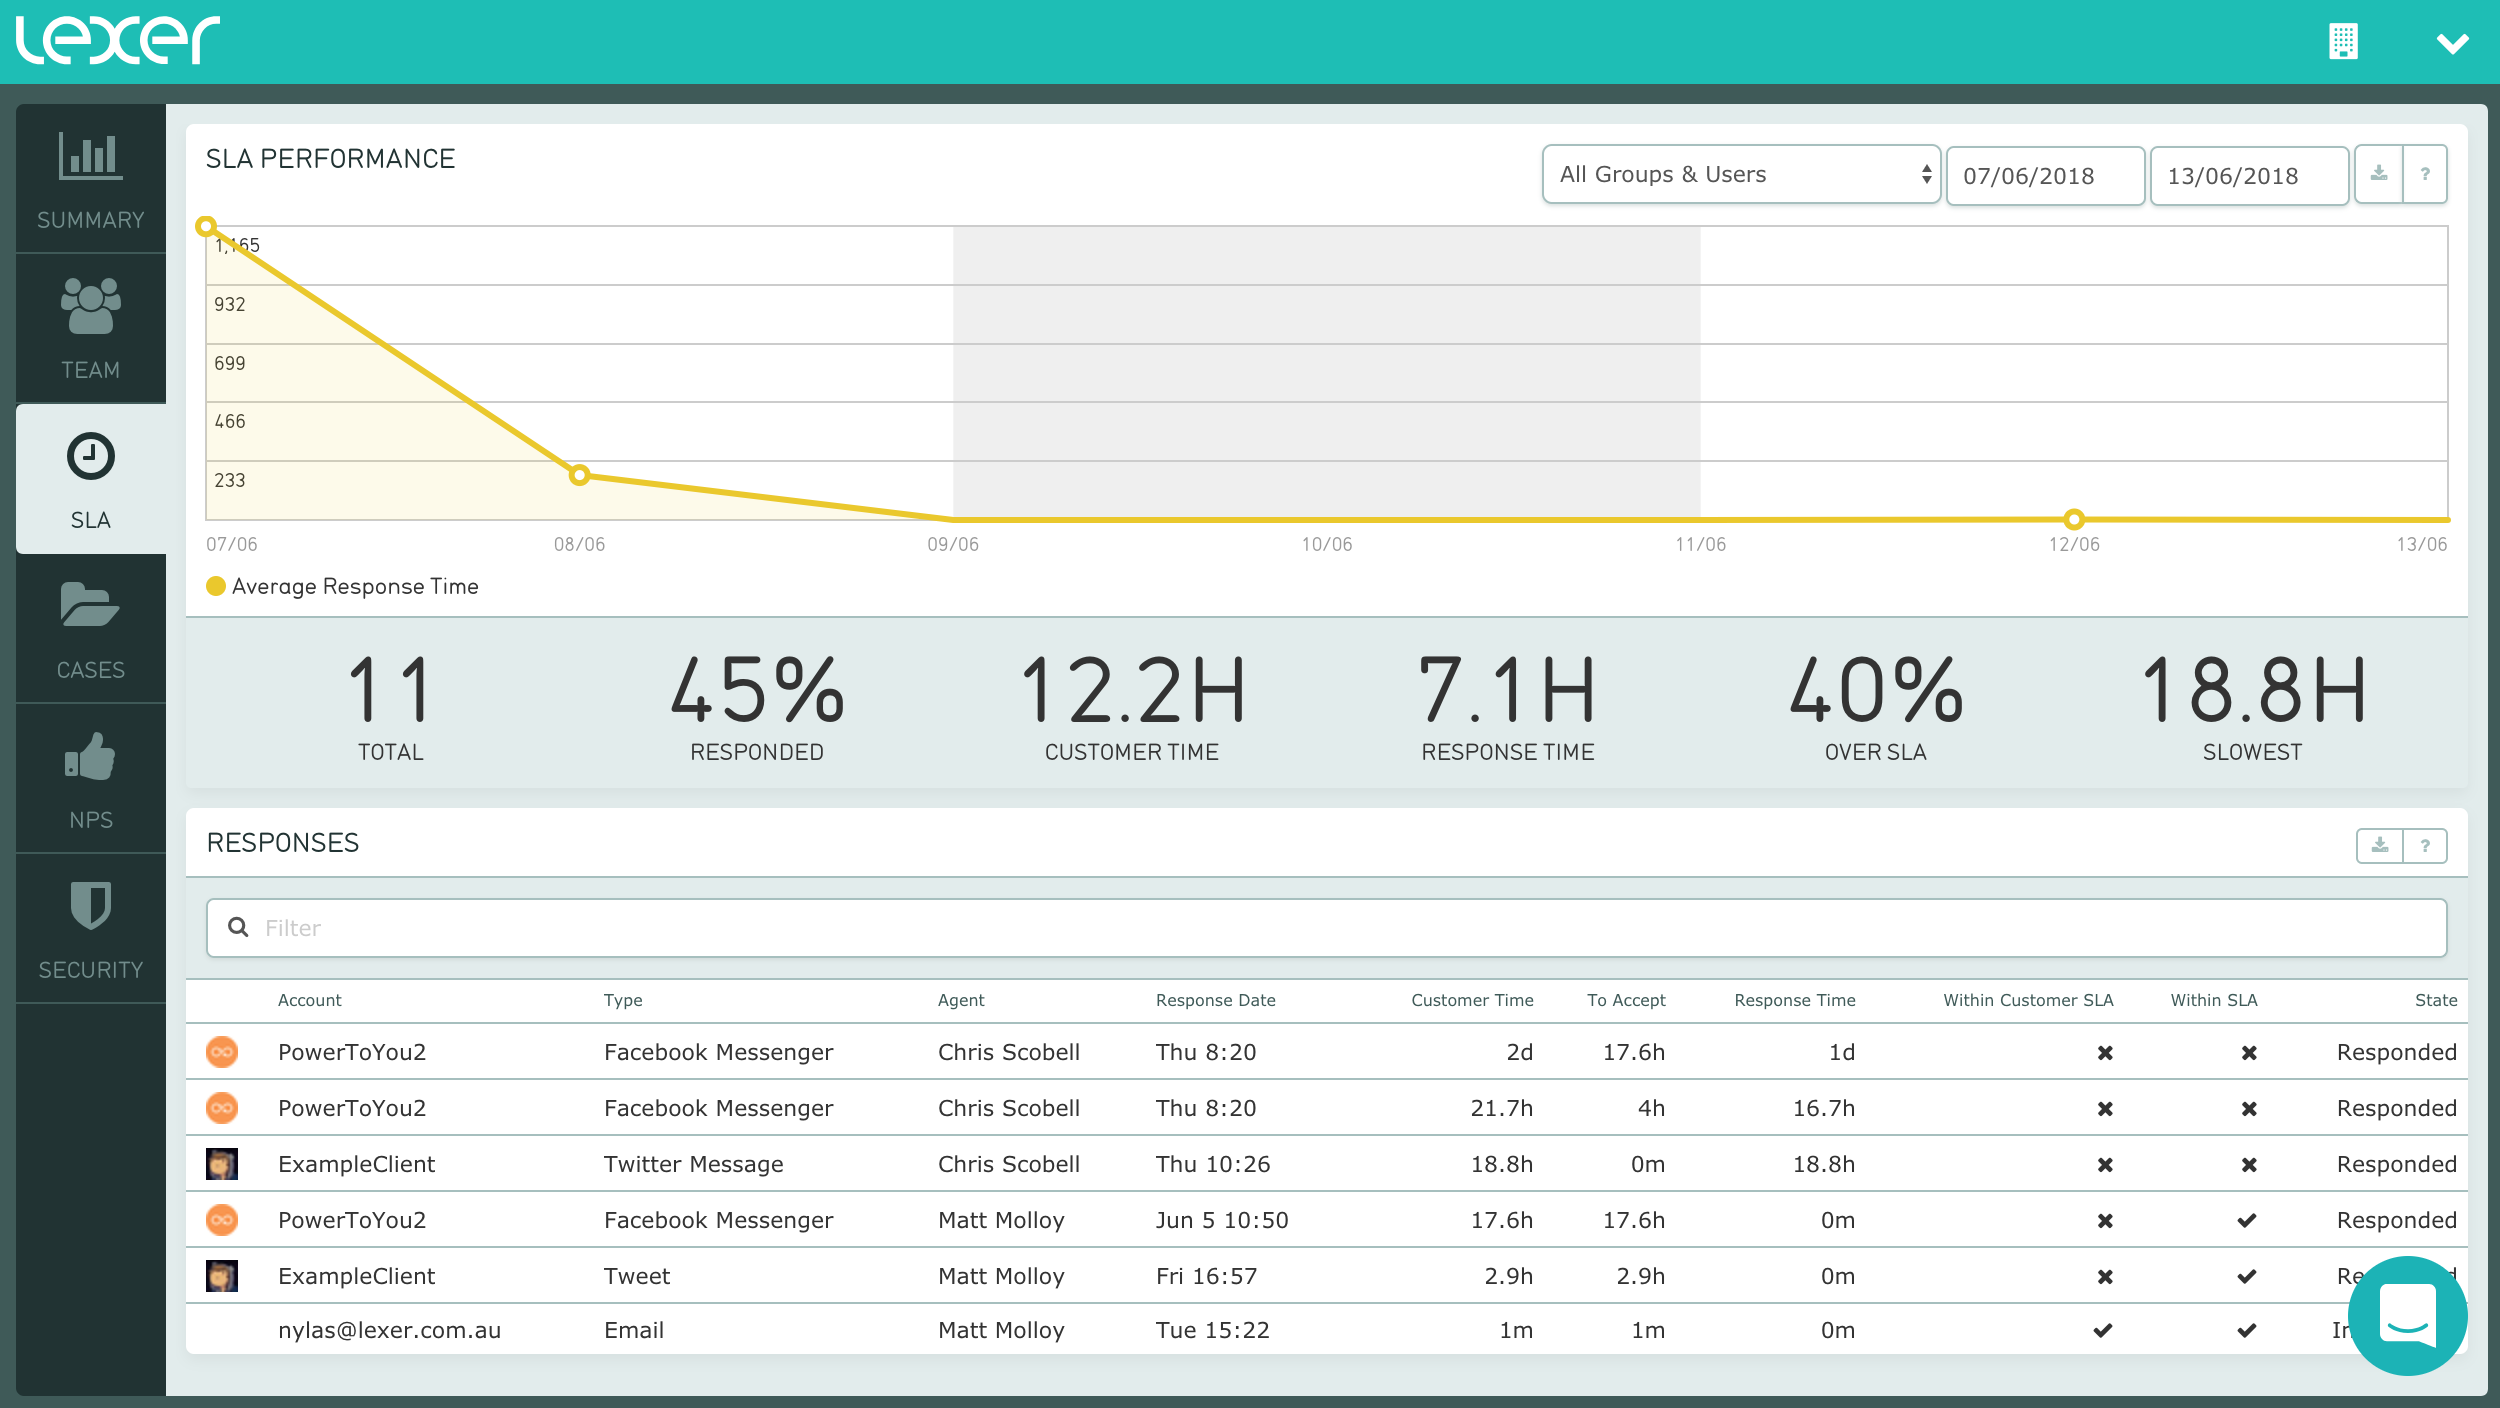 Lexer
SUMMARY
TEAM
SLA
CASES
NPS
SECURITY
SLA PERFORMANCE
All Groups & Users
07/06/2018
13/06/2018
?
1,165
932
699
466
233
07/06 08/06 09/06 10/06 11/06 12/06 13/06
Average Response Time
11 45% 12.2H 7.1H 40% 18.8H
TOTAL RESPONDED CUSTOMER TIME RESPONSE TIME OVER SLA SLOWEST
RESPONSES
?
Filter
Account Type Agent Response Date Customer Time To Accept Response Time Within Customer SLA Within SLA State
PowerToYou2 Facebook Messenger Chris Scobell Thu 8:20 2d 17.6h 1d Responded
PowerToYou2 Facebook Messenger Chris Scobell Thu 8:20 21.7h 4h 16.7h Responded
ExampleClient Twitter Message Chris Scobell Thu 10:26 18.8h 0m 18.8h Responded
PowerToYou2 Facebook Messenger Matt Molloy Jun 5 10:50 17.6h 17.6h 0m Responded
ExampleClient Tweet Matt Molloy Fri 16:57 2.9h 2.9h 0m
nylas@lexer.com.au Email Matt Molloy Tue 15:22 1m 1m 0m